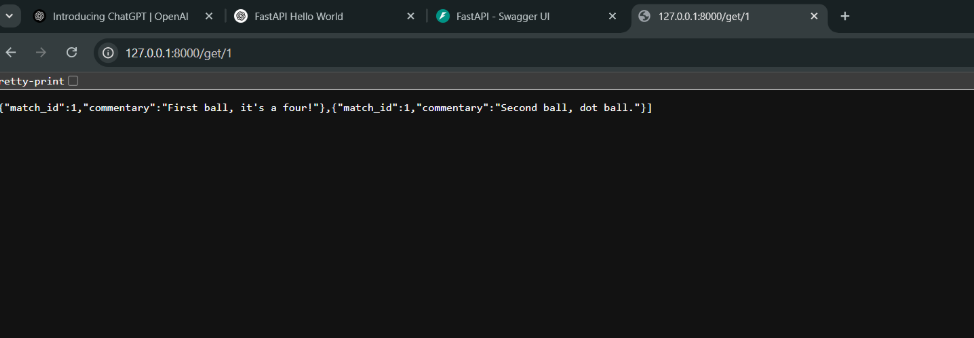 Introducing ChatGPT | OpenAI
FastAPI Hello World
FastAPI - Swagger UI
127.0.0.1:8000/get/1
127.0.0.1:8000/get/1
retty-print
{"match_id":1,"commentary":"First ball, it's a four!"},{"match_id":1,"commentary":"Second ball, dot ball."}]